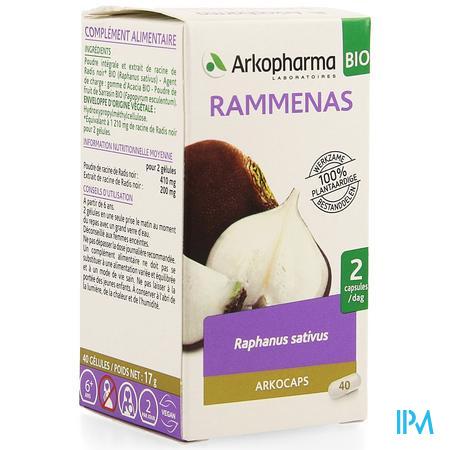 COMPLÉMENT ALIMENTAIRE
INGRÉDIENTS
Poudre intégrale et extrait de racine de
Radis noir* BIO (Raphanus sativus) - Agent
de charge : gomme d'Acacia BIO - Poudre de
fruit de Sarrasin BIO (Fagopyrum esculentum).
ENVELOPPE D'ORIGINE VÉGÉTALE :
Hydroxypropylméthylcellulose.
*Équivalent à 1 210 mg de racine de Radis noir
pour 2 gélules.
INFORMATION NUTRITIONNELLE MOYENNE
pour 2 gélules
Poudre de racine de Radis noir : 410 mg
Extrait de racine de Radis noir : 200 mg
CONSEILS D'UTILISATION
A partir de 6 ans.
2 gélules en une seule prise le matin au moment
du repas avec un grand verre d'eau.
Déconseillé aux femmes enceintes.
Ne pas dépasser la dose journalière recommandée.
Un complément alimentaire ne doit pas se
substituer à une alimentation variée et équilibrée
et à un mode de vie sain. Ne pas laisser à la
portée des jeunes enfants. A conserver à l'abri de
la lumière, de la chaleur et de l'humidité.
40 GÉLULES / POIDS NET : 17 g
6+
ANS
2
PAR JOUR
VEGAN
Arkopharma
LABORATOIRES
BIO
RAMMENAS
WERKZAME
100%
PLANTAARDIGE
BESTANDDELEN
2
capsules
/dag
Raphanus sativus
ARKOCAPS
40
IPM